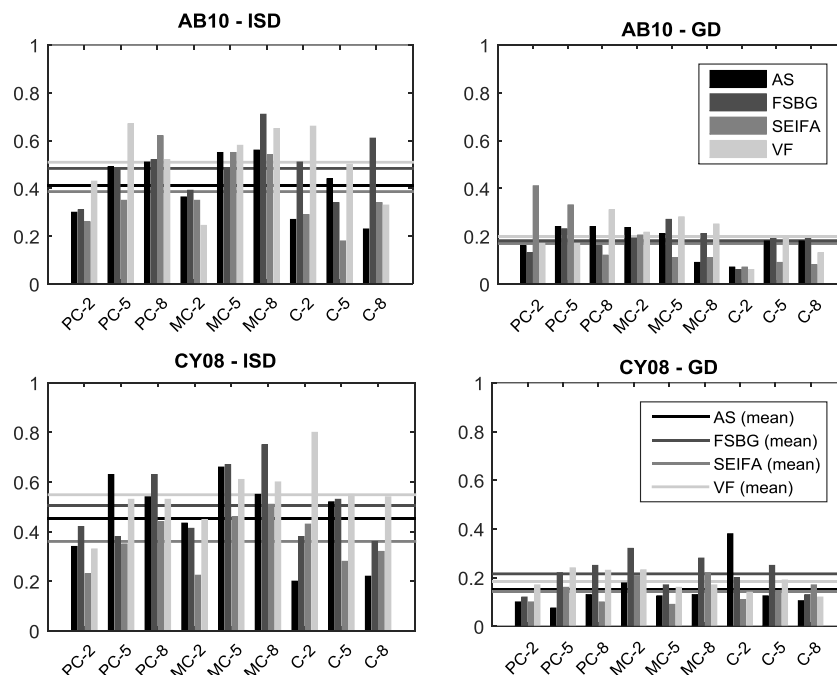 AB10 - ISD
1
0.8
0.6
0.4
0.2
0
PC-2 PC-5 PC-8 MC-2 MC-5 MC-8 C-2 C-5 C-8
AB10 - GD
1
0.8
0.6
0.4
0.2
0
AS
FSBG
SEIFA
VF
PC-2 PC-5 PC-8 MC-2 MC-5 MC-8 C-2 C-5 C-8
CY08 - ISD
1
0.8
0.6
0.4
0.2
0
PC-2 PC-5 PC-8 MC-2 MC-5 MC-8 C-2 C-5 C-8
CY08 - GD
1
0.8
0.6
0.4
0.2
0
AS (mean)
FSBG (mean)
SEIFA (mean)
VF (mean)
PC-2 PC-5 PC-8 MC-2 MC-5 MC-8 C-2 C-5 C-8